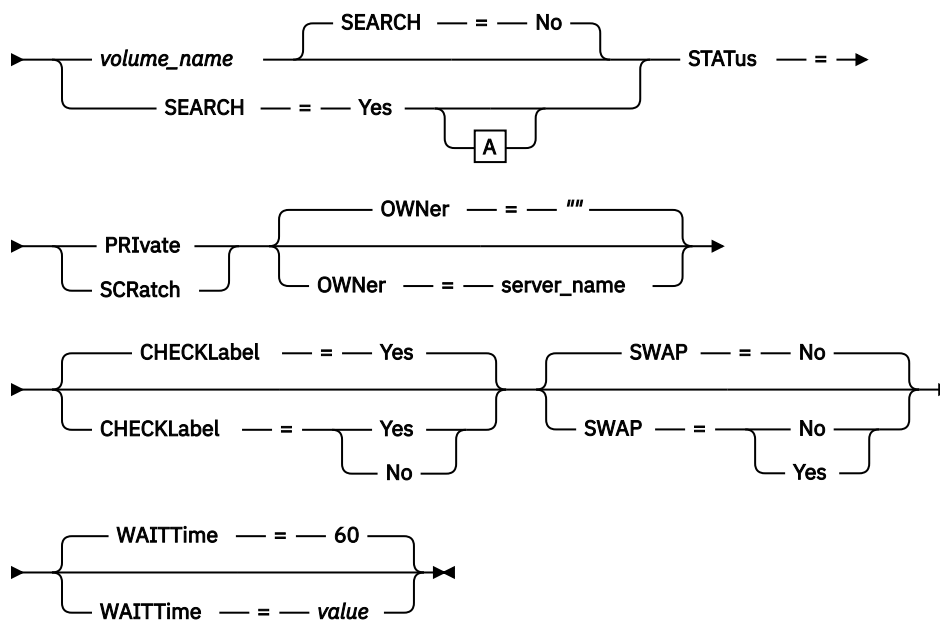 SEARCH = No
volume_name STATus =
SEARCH = Yes
A
OWNer = ""
PRIvate
SCRatch OWNer = server_name
CHECKLabel = Yes SWAP = No
CHECKLabel = Yes SWAP = No
No Yes
WAITTime = 60
WAITTime = value